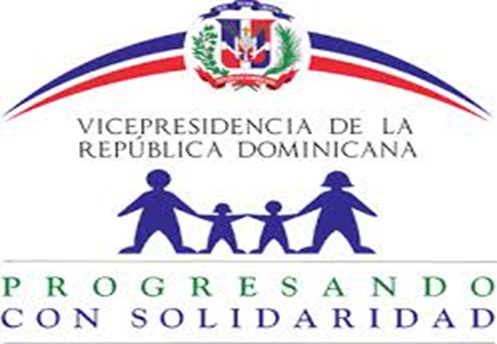 VICEPRESIDENCIA DE LA
REPÚBLICA DOMINICANA
PROGRESANDO
CON SOLIDARIDAD